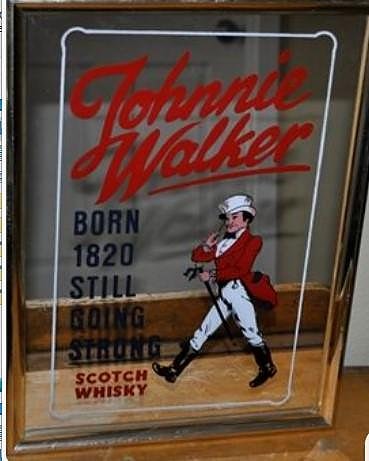 Johnnie
Walker
BORN
1820
STILL
GOING
STRONG
SCOTCH
WHISKY